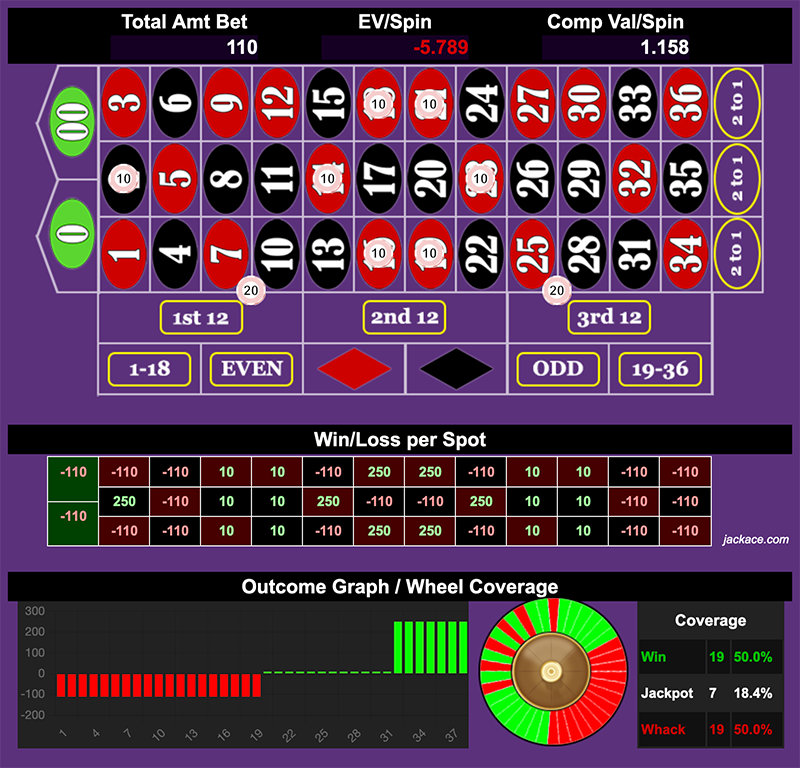 Total Amt Bet EV/Spin Comp Val/Spin
110 -5.789 1.158
00 3 6 9 12 15 10 10 24 27 30 33 36 2 to 1
10 5 8 11 10 17 20 10 26 29 32 35 2 to 1
0 1 4 7 10 13 10 10 22 25 28 31 34 2 to 1
20 20
1st 12 2nd 12 3rd 12
1-18 EVEN ODD 19-36
Win/Loss per Spot
-110 -110 -110 10 10 -110 250 250 -110 10 10 -110 -110
250 -110 10 10 250 -110 -110 250 10 10 -110 -110
-110 -110 -110 10 10 -110 250 250 -110 10 10 -110 -110
jackace.com
Outcome Graph / Wheel Coverage
300
200
100
0
-100
-200
1 4 7 10 13 16 19 22 25 28 31 34 37
Coverage
Win 19 50.0%
Jackpot 7 18.4%
Whack 19 50.0%